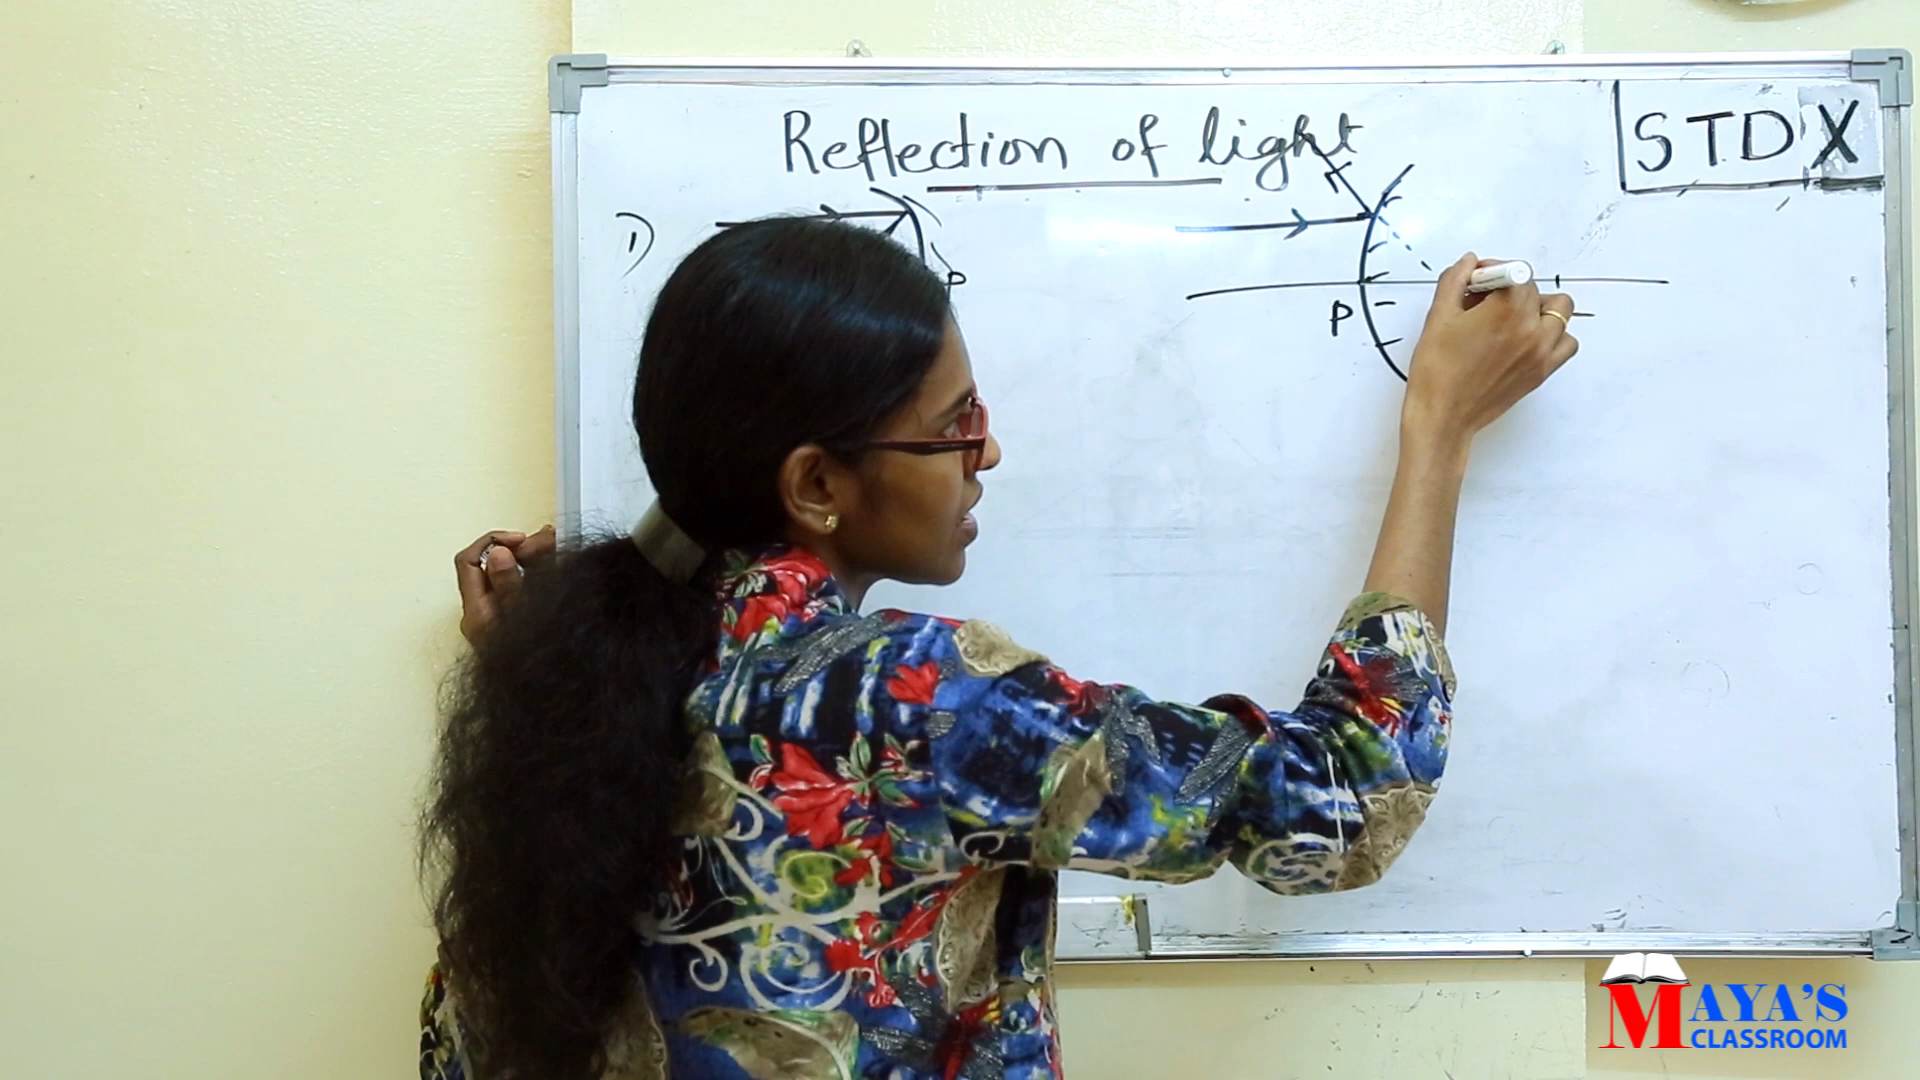 Reflection of light
STD X
1)
P
P
MAYA'S
CLASSROOM